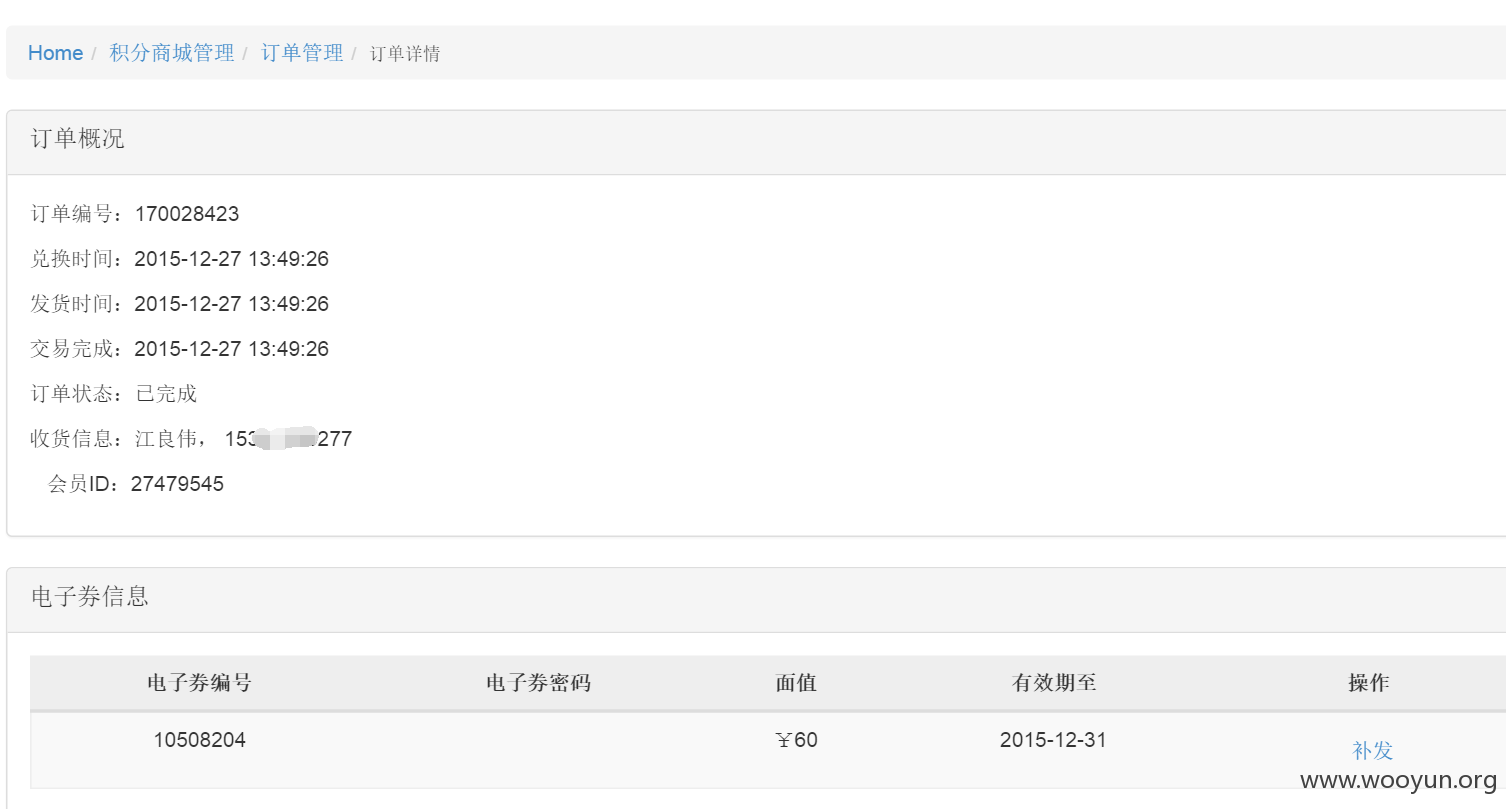 Home / 积分商城管理 / 订单管理 / 订单详情
订单概况
订单编号：170028423
兑换时间：2015-12-27 13:49:26
发货时间：2015-12-27 13:49:26
交易完成：2015-12-27 13:49:26
订单状态：已完成
收货信息：江良伟， 153 277
会员ID：27479545
电子券信息
电子券编号 电子券密码 面值 有效期至 操作
10508204 ￥60 2015-12-31 补发
www.wooyun.org